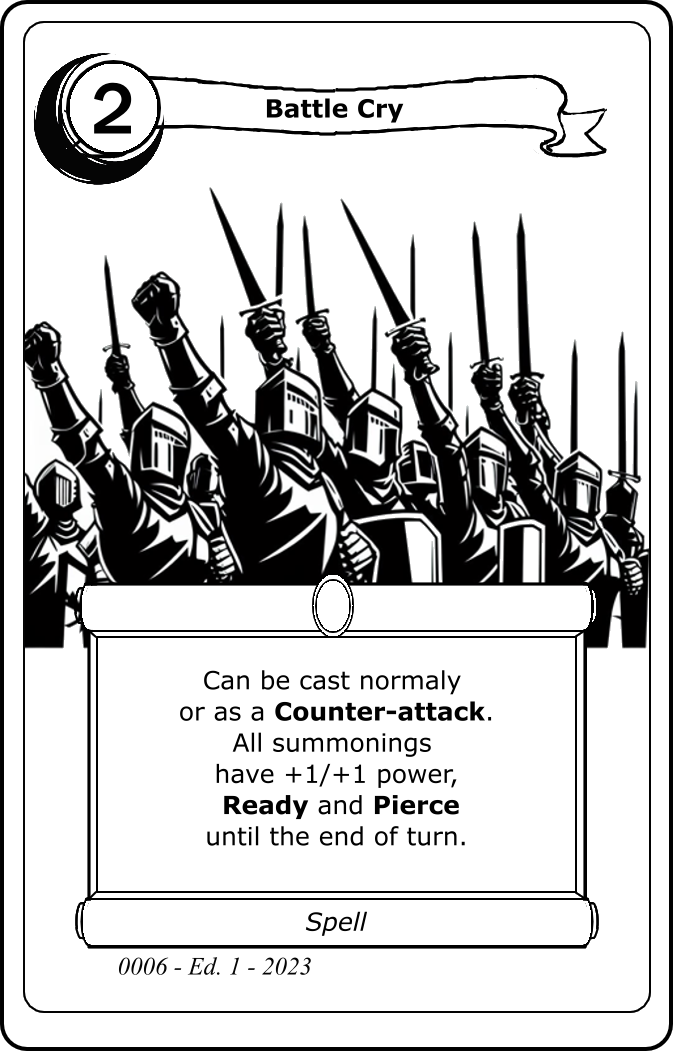 2
Battle Cry
Can be cast normaly
or as a Counter-attack.
All summonings
have +1/+1 power,
Ready and Pierce
until the end of turn.
Spell
0006 - Ed. 1 - 2023